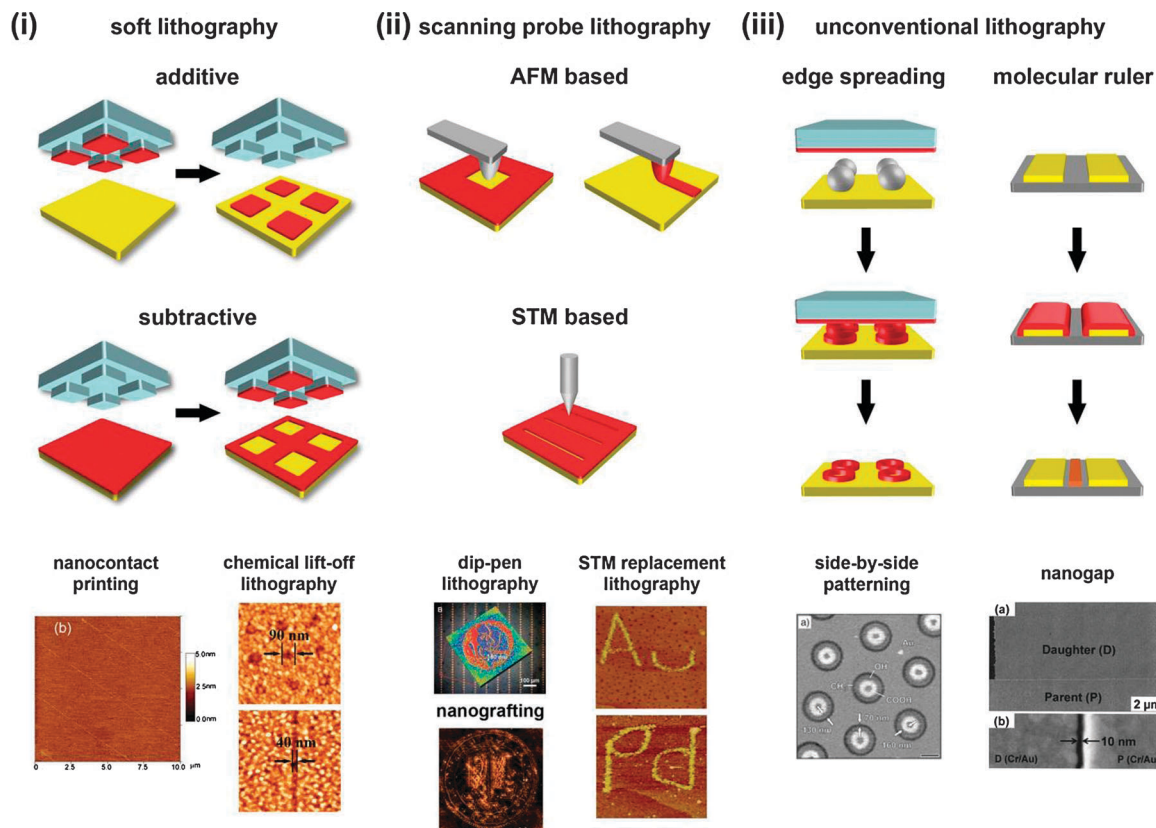 (i) soft lithography
additive
subtractive
nanocontact
printing
(b)
5.0nm
2.5nm
0.0nm
0 2.5 5.0 7.5 10.0
µm
chemical lift-off
lithography
90 nm
40 nm
(ii) scanning probe lithography
AFM based
STM based
dip-pen
lithography
B
100 µm
nanografting
STM replacement
lithography
Au
Pd
(iii) unconventional lithography
edge spreading
molecular ruler
side-by-side
patterning
a)
Au
OH
CH
COOH
nanogap
(a)
Daughter (D)
Parent (P)
2 µm
(b)
10 nm
D (Cr/Au)
P (Cr/Au)